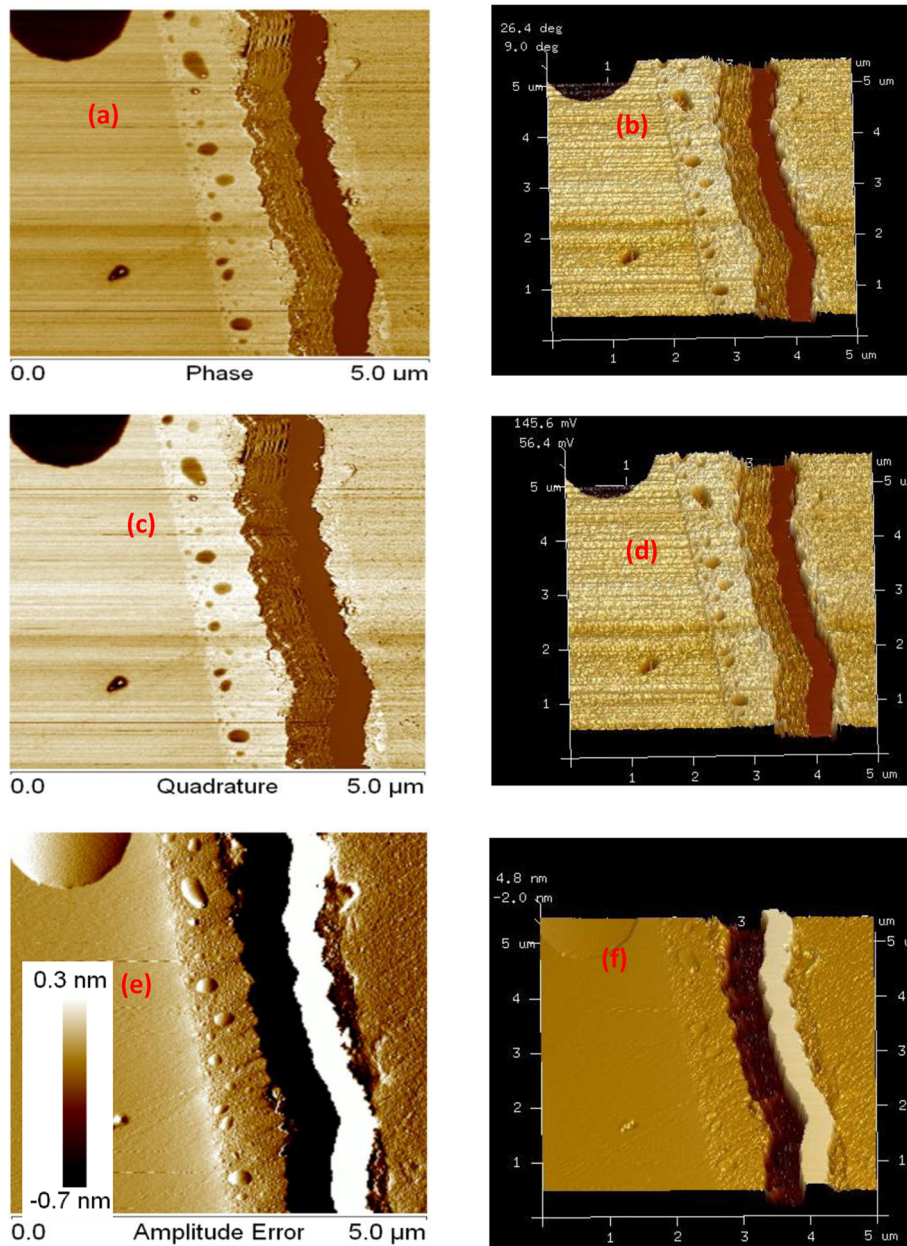 (a)
0.0 Phase 5.0 µm
26.4 deg
9.0 deg
(b)
1 3 um
5 um 5 um
4 4
3 3
2 2
1 1
1 2 3 4 5 um
(c)
0.0 Quadrature 5.0 µm
145.6 mV
56.4 mV
(d)
1 3 um
5 um 5 um
4 4
3 3
2 2
1 1
1 2 3 4 5 um
(e)
0.3 nm
-0.7 nm
0.0 Amplitude Error 5.0 µm
4.8 nm
-2.0 nm
(f)
3 um
5 um 5 um
4 4
3 3
2 2
1 1
1 2 3 4 5 um